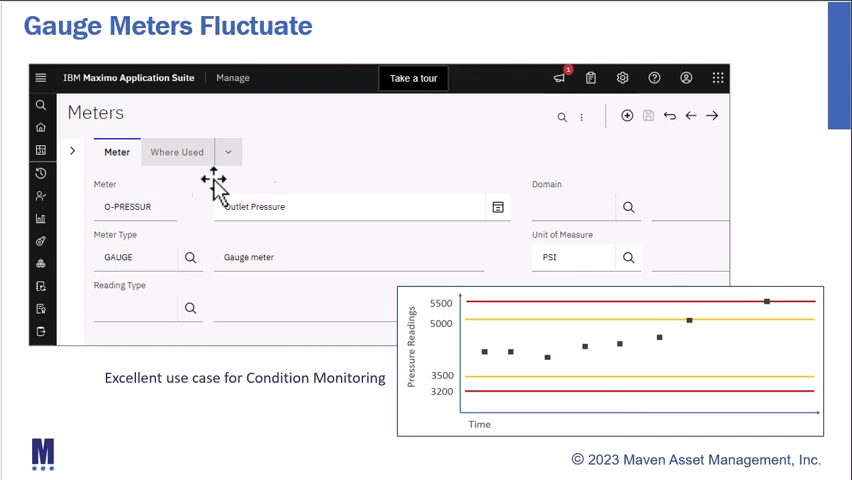 Gauge Meters Fluctuate
IBM Maximo Application Suite
Manage
Take a tour
1
Meters
Meter
Where Used
Meter
O-PRESSUR
Outlet Pressure
Domain
Meter Type
GAUGE
Gauge meter
Unit of Measure
PSI
Reading Type
Pressure Readings
5500
5000
3500
3200
Time
Excellent use case for Condition Monitoring
M
© 2023 Maven Asset Management, Inc.